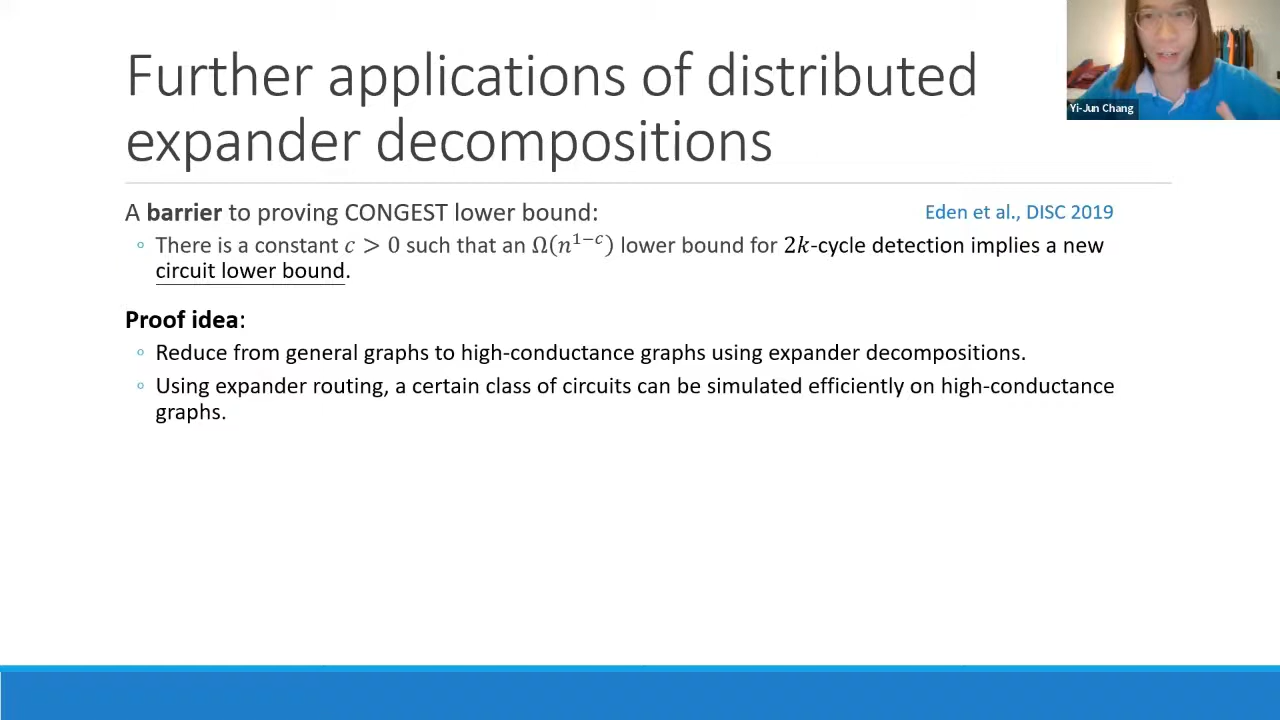 Further applications of distributed
expander decompositions
Yi-Jun Chang
A barrier to proving CONGEST lower bound:
Eden et al., DISC 2019
◦ There is a constant 𝑐 > 0 such that an Ω(𝑛^{1−𝑐}) lower bound for 2𝑘-cycle detection implies a new
circuit lower bound.
Proof idea:
◦ Reduce from general graphs to high-conductance graphs using expander decompositions.
◦ Using expander routing, a certain class of circuits can be simulated efficiently on high-conductance
graphs.